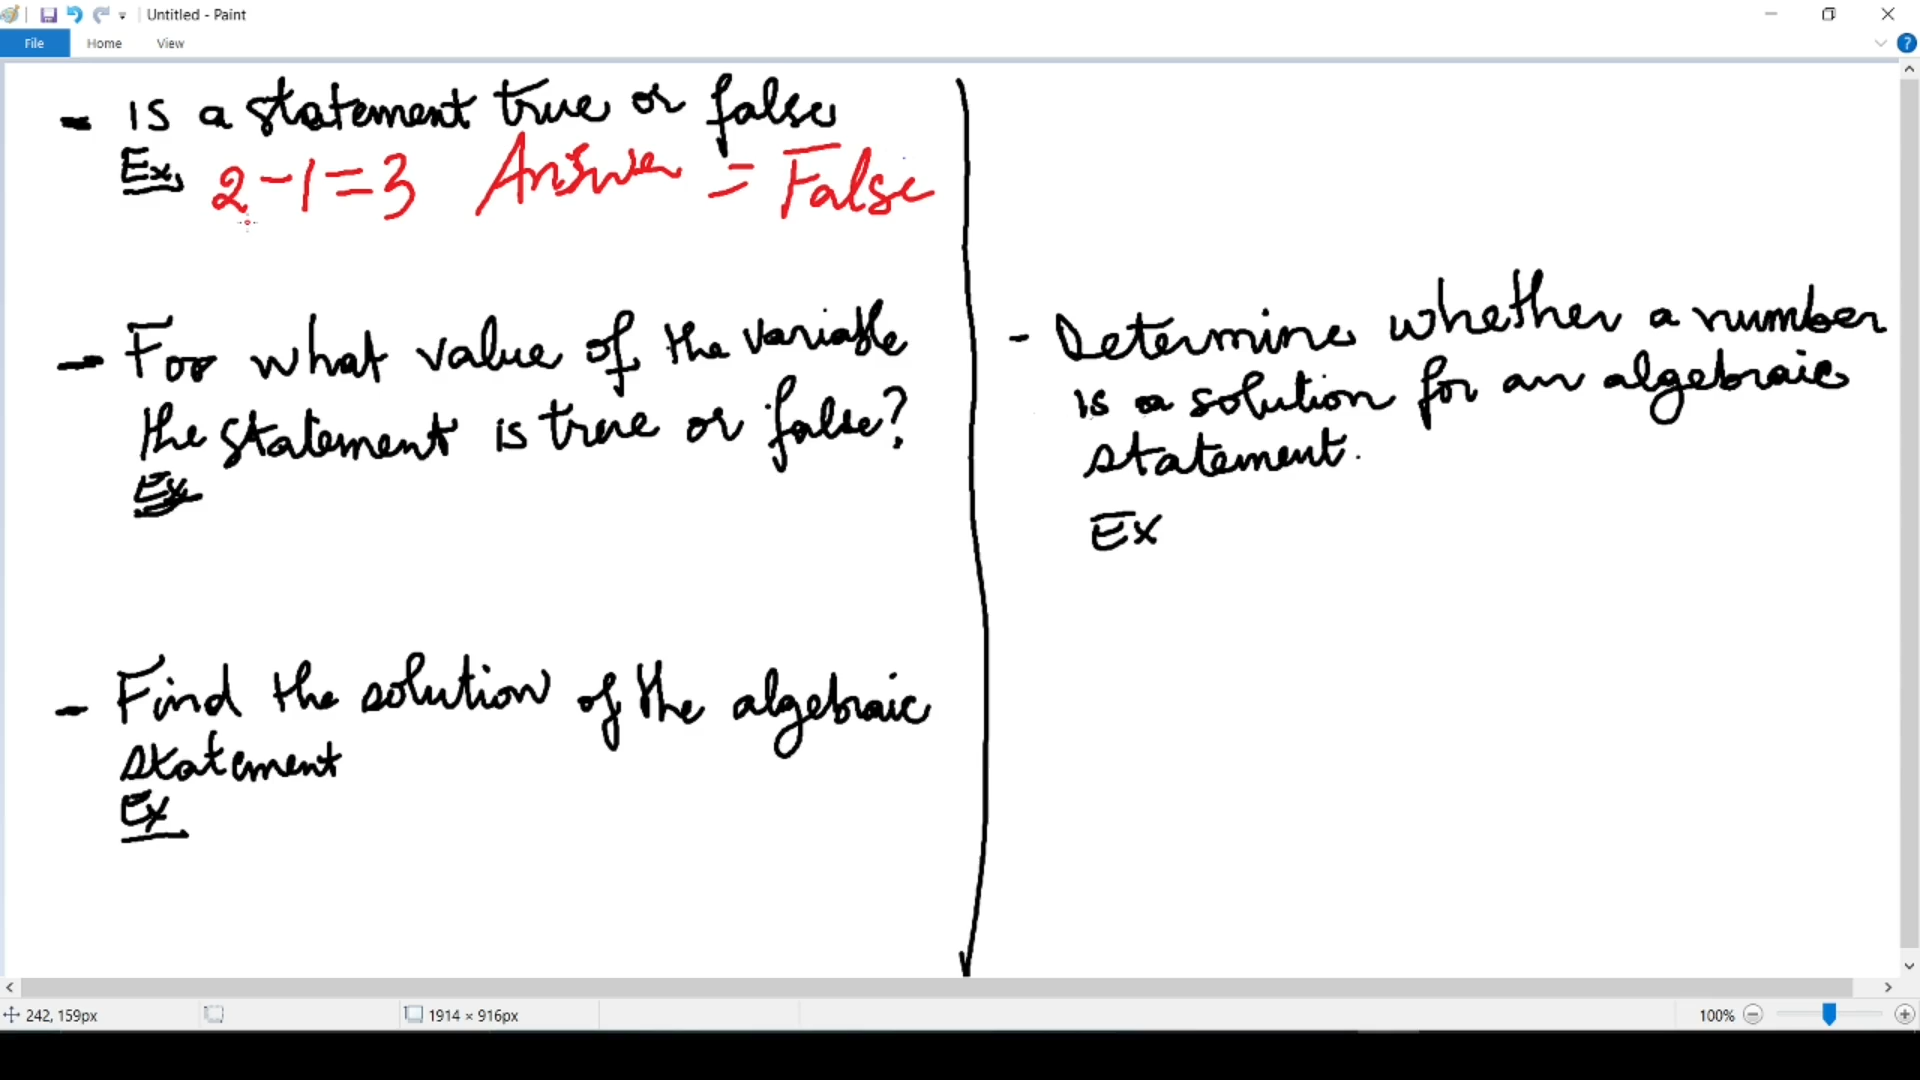 Untitled - Paint
File Home View
- is a statement true or false
Ex, 2-1=3 Answer = False
- For what value of the variable
the statement is true or false?
Ex
- Find the solution of the algebraic
statement
Ex
- Determine whether a number
is a solution for an algebraic
statement.
Ex
242, 159px 1914 × 916px 100%